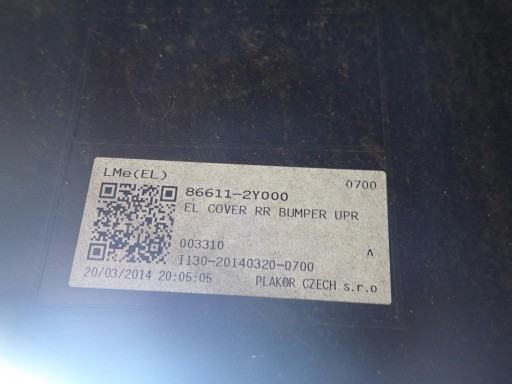 LMe(EL)
0700
86611-2Y000
EL COVER RR BUMPER UPR
003310
A
I130-20140320-0700
20/03/2014 20:05:05
PLAKOR CZECH s.r.o